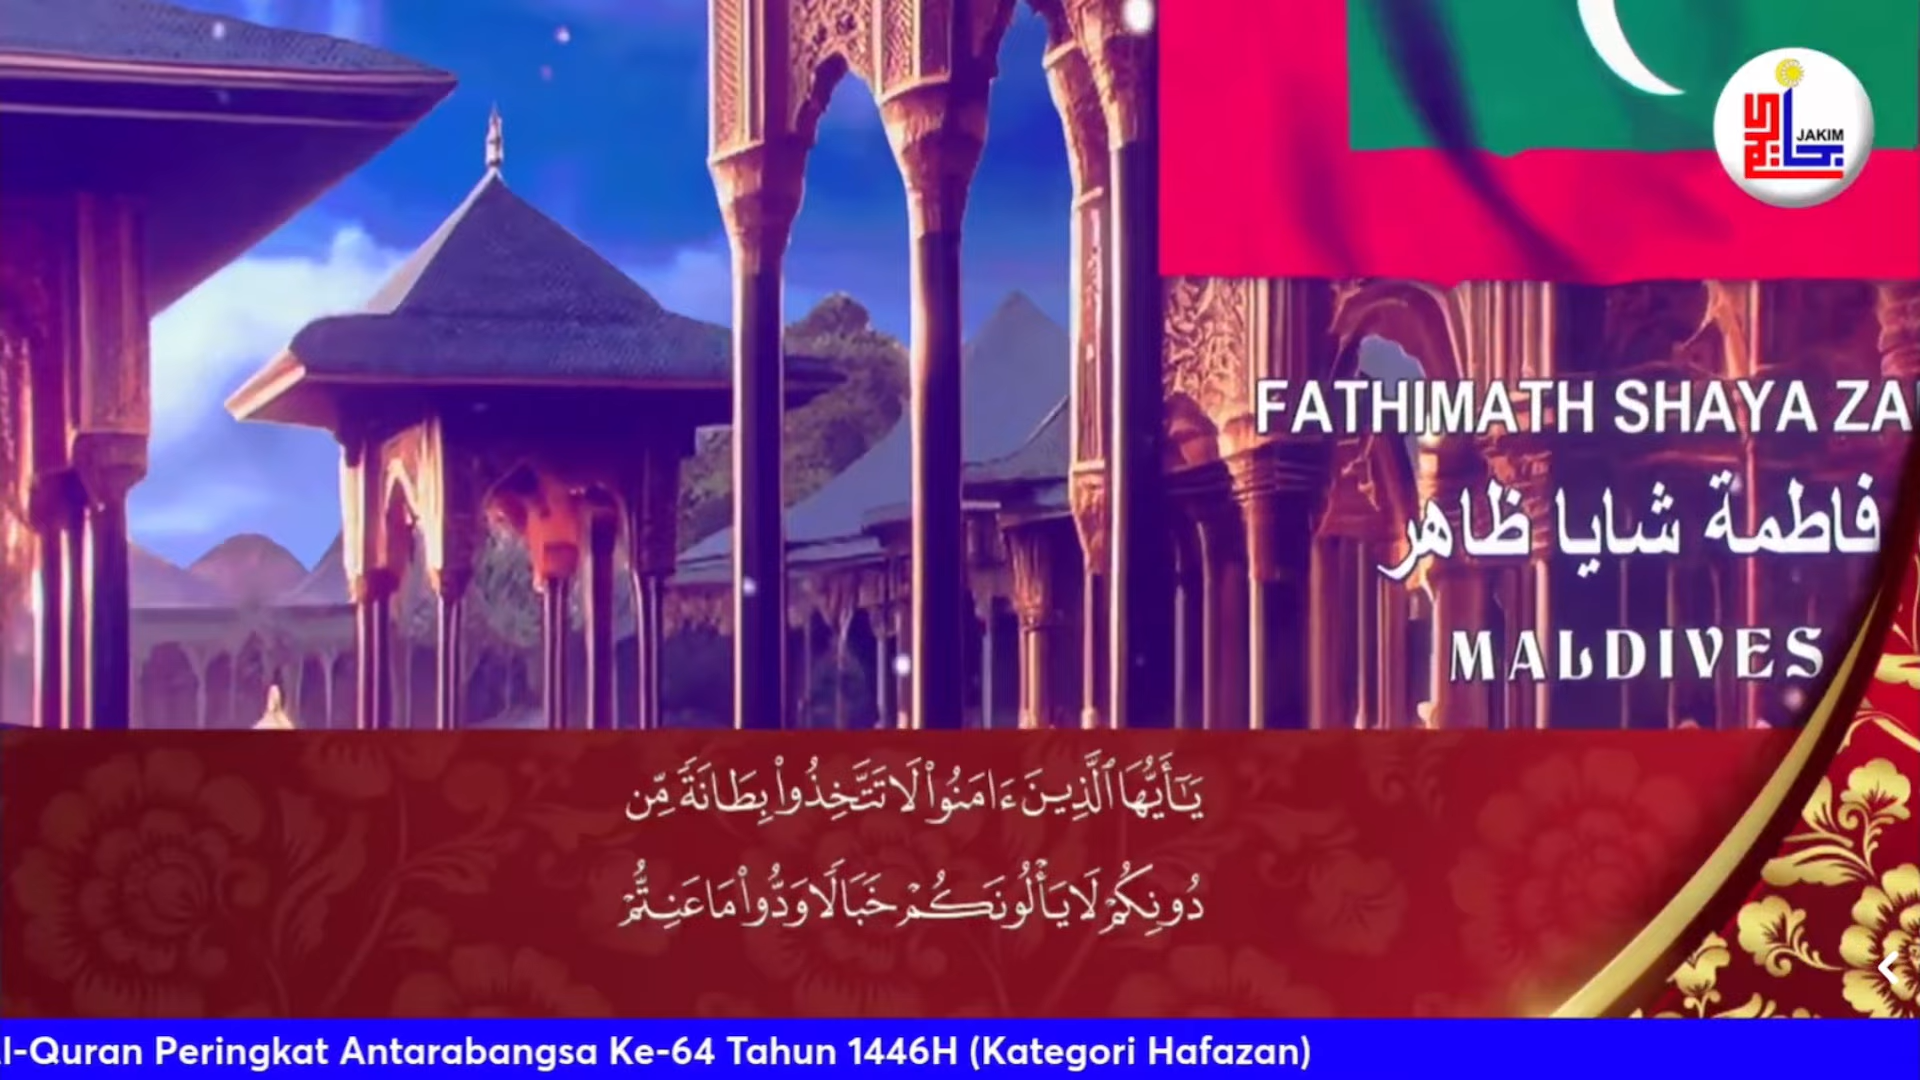 JAKIM
FATHIMATH SHAYA ZA
فاطمة شايا ظاهر
MALDIVES
يَـٰٓأَيُّهَا ٱلَّذِينَ ءَامَنُوا۟ لَا تَتَّخِذُوا۟ بِطَانَةً مِّن
دُونِكُمْ لَا يَأْلُونَكُمْ خَبَالًا وَدُّوا۟ مَا عَنِتُّمْ
l-Quran Peringkat Antarabangsa Ke-64 Tahun 1446H (Kategori Hafazan)